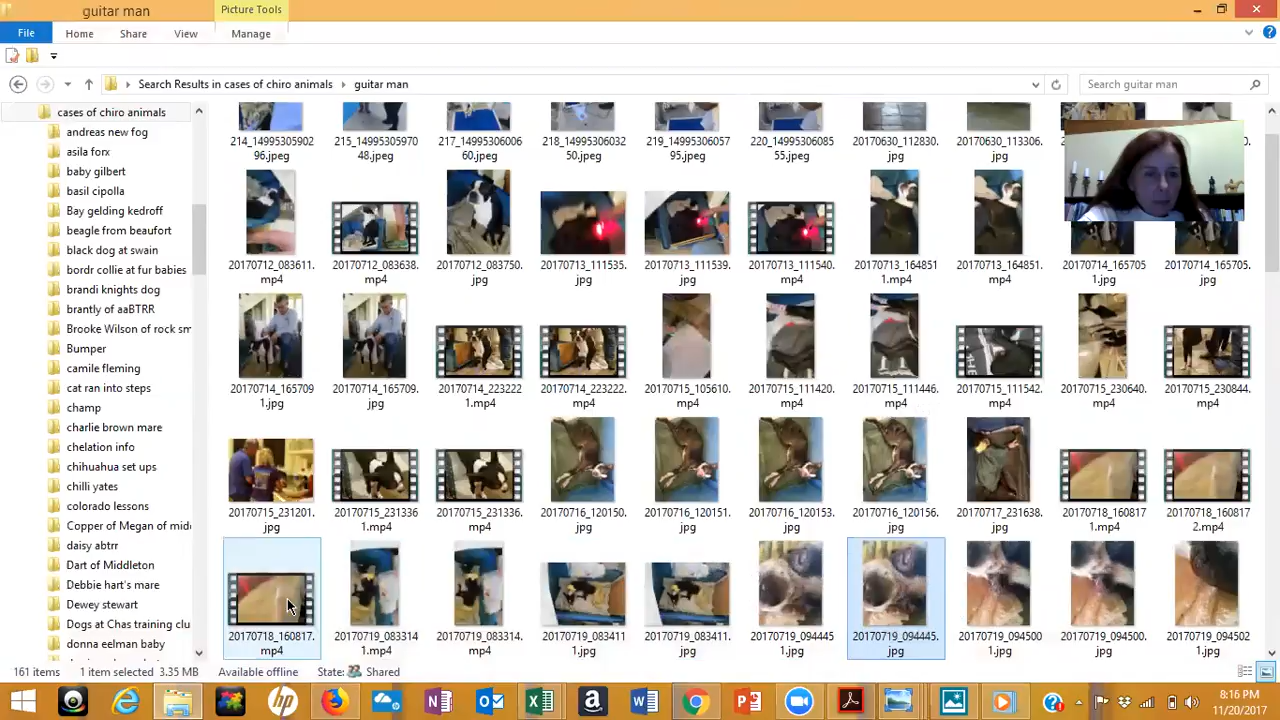 guitar man
Picture Tools
File
Home
Share
View
Manage
Search Results in cases of chiro animals
guitar man
Search guitar man
cases of chiro animals
andreas new fog
asila forx
baby gilbert
basil cipolla
Bay gelding kedroff
beagle from beaufort
black dog at swain
bordr collie at fur babies
brandi knights dog
brantly of aaBTRR
Brooke Wilson of rock sm
Bumper
camile fleming
cat ran into steps
champ
charlie brown mare
chelation info
chihuahua set ups
chilli yates
colorado lessons
Copper of Megan of midd
daisy abtrr
Dart of Middleton
Debbie hart's mare
Dewey stewart
Dogs at Chas training clu
donna eelman baby
214_14995305902
96.jpeg
215_14995305970
48.jpeg
217_14995306006
60.jpeg
218_14995306032
50.jpeg
219_14995306057
95.jpeg
220_14995306085
55.jpeg
20170630_112830.
jpg
20170630_113306.
jpg
20170712_083611.
mp4
20170712_083638.
mp4
20170712_083750.
jpg
20170713_111535.
jpg
20170713_111539.
jpg
20170713_111540.
mp4
20170713_164851
1.jpg
20170713_164851.
jpg
20170714_165705
1.jpg
20170714_165705.
jpg
20170714_165709
1.jpg
20170714_165709.
jpg
20170714_223222
1.mp4
20170714_223222.
mp4
20170715_105610.
mp4
20170715_111420.
mp4
20170715_111446.
mp4
20170715_111542.
mp4
20170715_230640.
mp4
20170715_230844.
mp4
20170715_231201.
jpg
20170715_231336
1.mp4
20170715_231336.
mp4
20170716_120150.
jpg
20170716_120151.
jpg
20170716_120153.
jpg
20170716_120156.
jpg
20170717_231638.
jpg
20170718_160817
1.mp4
20170718_160817
2.mp4
20170718_160817.
mp4
20170719_083314
1.mp4
20170719_083314.
mp4
20170719_083411
1.jpg
20170719_083411.
jpg
20170719_094445
1.jpg
20170719_094445.
jpg
20170719_094500
1.jpg
20170719_094500.
jpg
20170719_094502
1.jpg
161 items
1 item selected 3.35 MB
Available offline
State: Shared
8:16 PM
11/20/2017